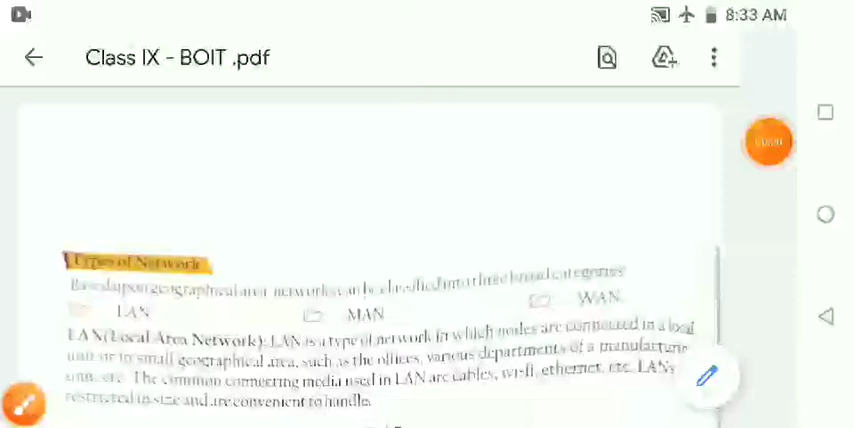 8:33 AM
Class IX - BOIT .pdf
Types of Network
Based upon geographical area networks can be classified into three broad categories
LAN MAN WAN
LAN(Local Area Network): LAN is a type of network in which nodes are connected in a local
unit or in small geographical area, such as the offices, various departments of a manufacturing
unit, etc. The common connecting media used in LAN are cables, wi-fi, ethernet, etc. LANs
restricted in size and are convenient to handle.